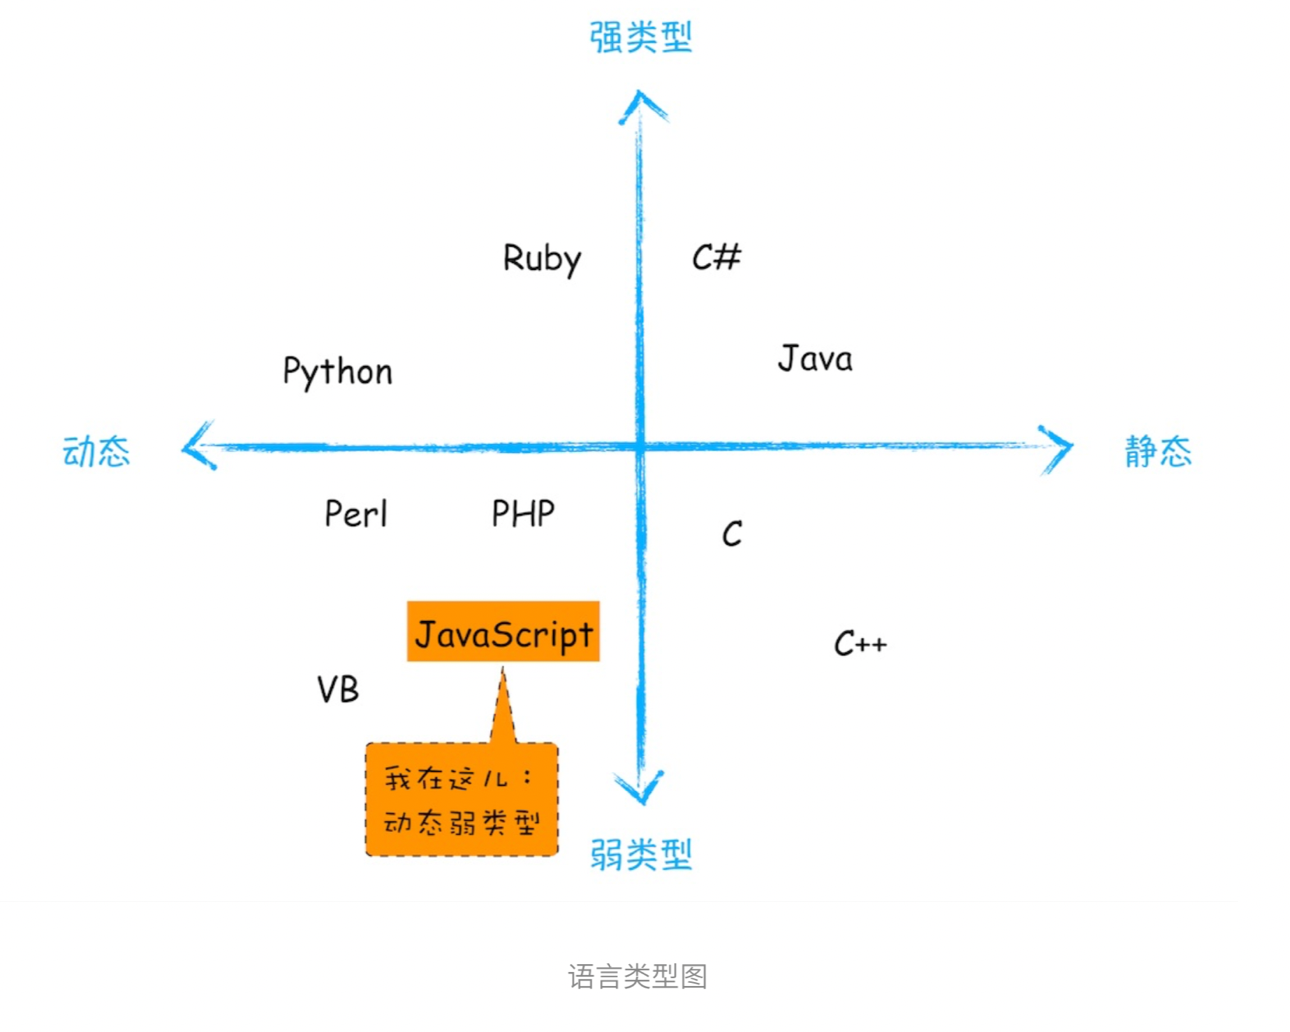 强类型
Ruby
C#
Python
Java
动态
静态
Perl
PHP
C
JavaScript
C++
VB
我在这儿：
动态弱类型
弱类型
语言类型图